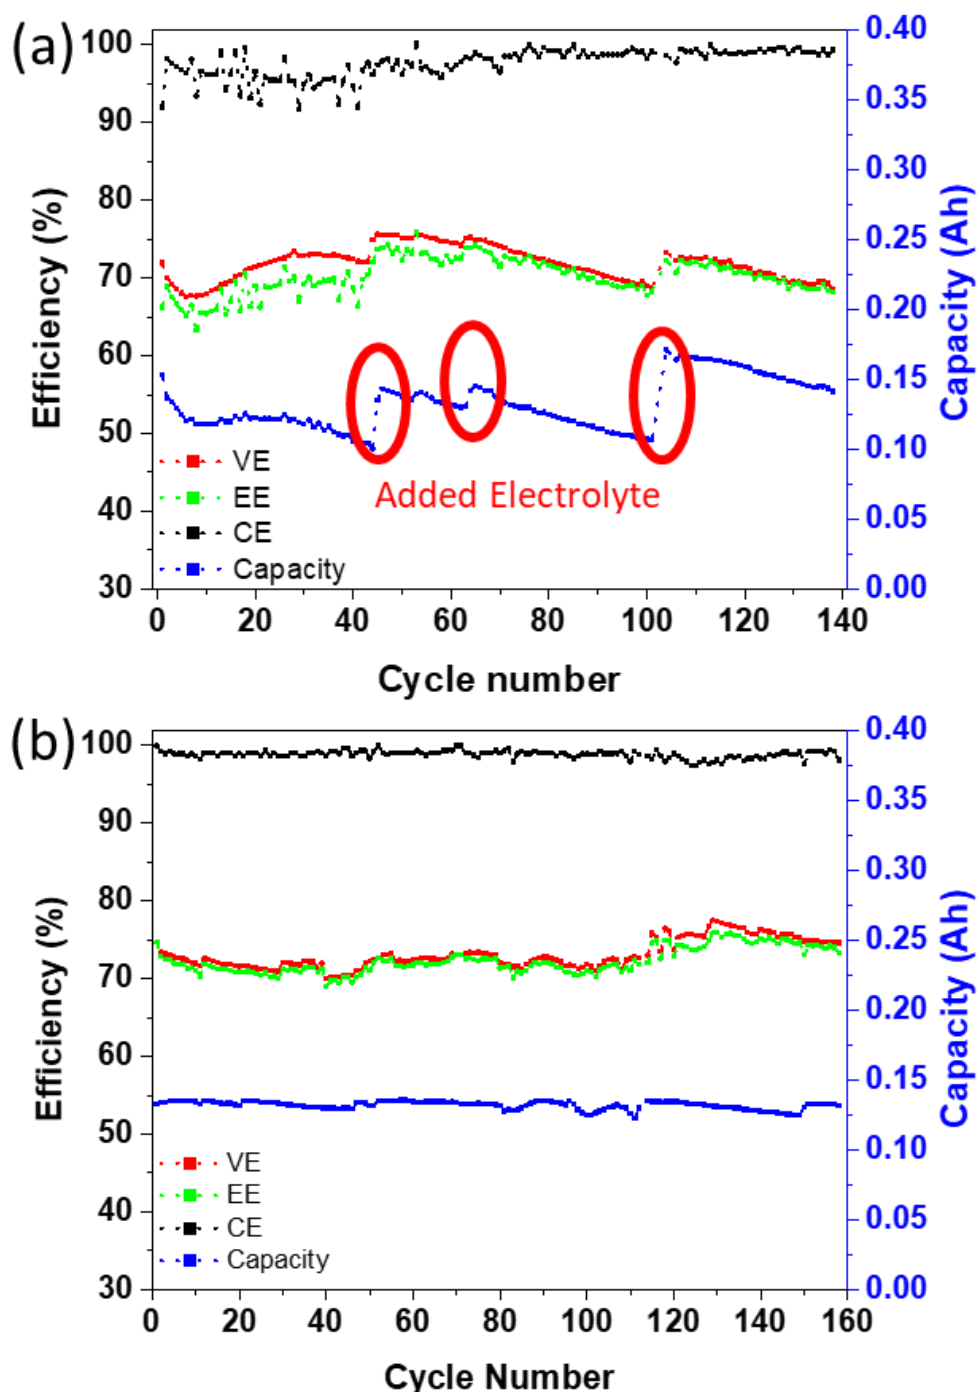 (a)
100
90
80
70
60
50
40
30
Efficiency (%)
0.40
0.35
0.30
0.25
0.20
0.15
0.10
0.05
0.00
Capacity (Ah)
Added Electrolyte
VE
EE
CE
Capacity
0 20 40 60 80 100 120 140
Cycle number
(b)
100
90
80
70
60
50
40
30
Efficiency (%)
0.40
0.35
0.30
0.25
0.20
0.15
0.10
0.05
0.00
Capacity (Ah)
VE
EE
CE
Capacity
0 20 40 60 80 100 120 140 160
Cycle Number